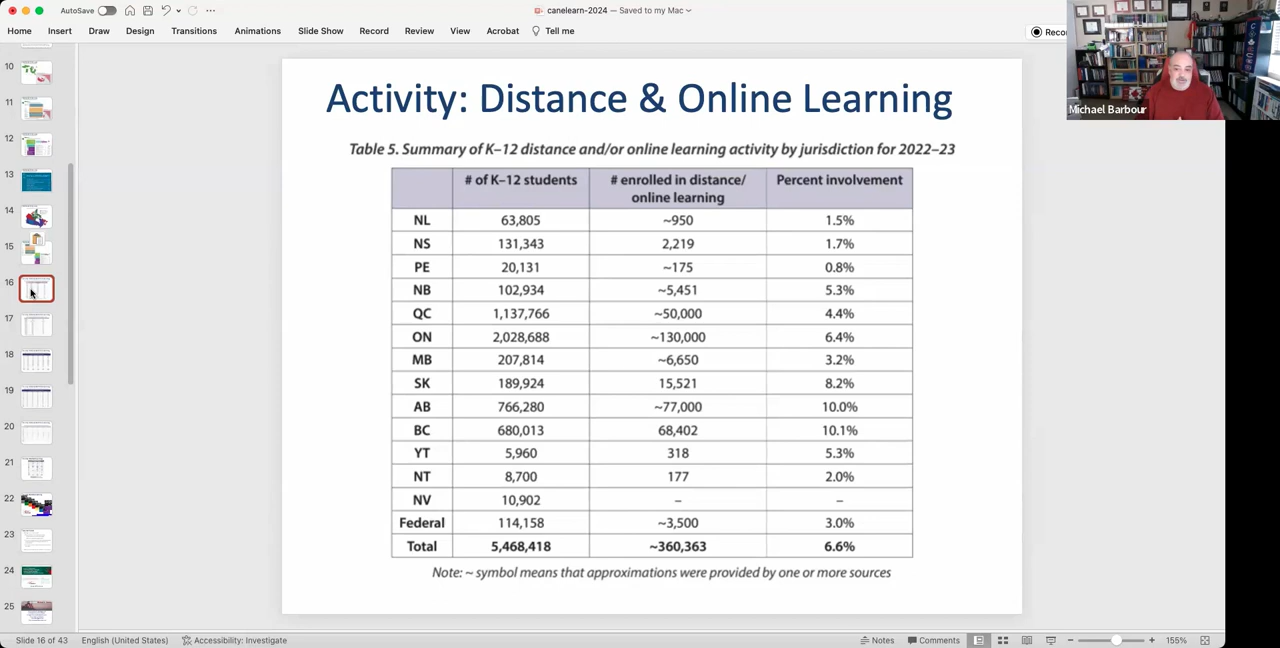 AutoSave
canelearn-2024 — Saved to my Mac
Home Insert Draw Design Transitions Animations Slide Show Record Review View Acrobat Tell me
Michael Barbour
10
11
12
13
14
15
16
17
18
19
20
21
22
23
24
25
Activity: Distance & Online Learning
Table 5. Summary of K–12 distance and/or online learning activity by jurisdiction for 2022–23
# of K–12 students # enrolled in distance/ Percent involvement
online learning
NL 63,805 ~950 1.5%
NS 131,343 2,219 1.7%
PE 20,131 ~175 0.8%
NB 102,934 ~5,451 5.3%
QC 1,137,766 ~50,000 4.4%
ON 2,028,688 ~130,000 6.4%
MB 207,814 ~6,650 3.2%
SK 189,924 15,521 8.2%
AB 766,280 ~77,000 10.0%
BC 680,013 68,402 10.1%
YT 5,960 318 5.3%
NT 8,700 177 2.0%
NV 10,902 – –
Federal 114,158 ~3,500 3.0%
Total 5,468,418 ~360,363 6.6%
Note: ~ symbol means that approximations were provided by one or more sources
Slide 16 of 43 English (United States) Accessibility: Investigate Notes Comments 155%